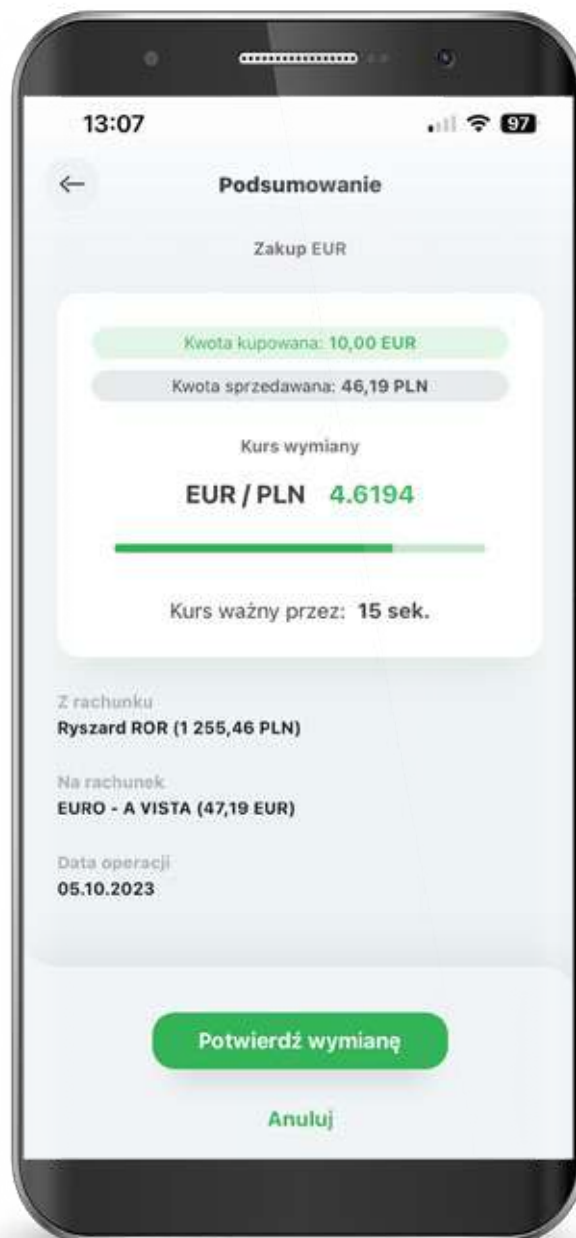 13:07
97
Podsumowanie
Zakup EUR
Kwota kupowana: 10,00 EUR
Kwota sprzedawana: 46,19 PLN
Kurs wymiany
EUR / PLN 4.6194
Kurs ważny przez: 15 sek.
Z rachunku
Ryszard ROR (1 255,46 PLN)
Na rachunek
EURO - A VISTA (47,19 EUR)
Data operacji
05.10.2023
Potwierdź wymianę
Anuluj